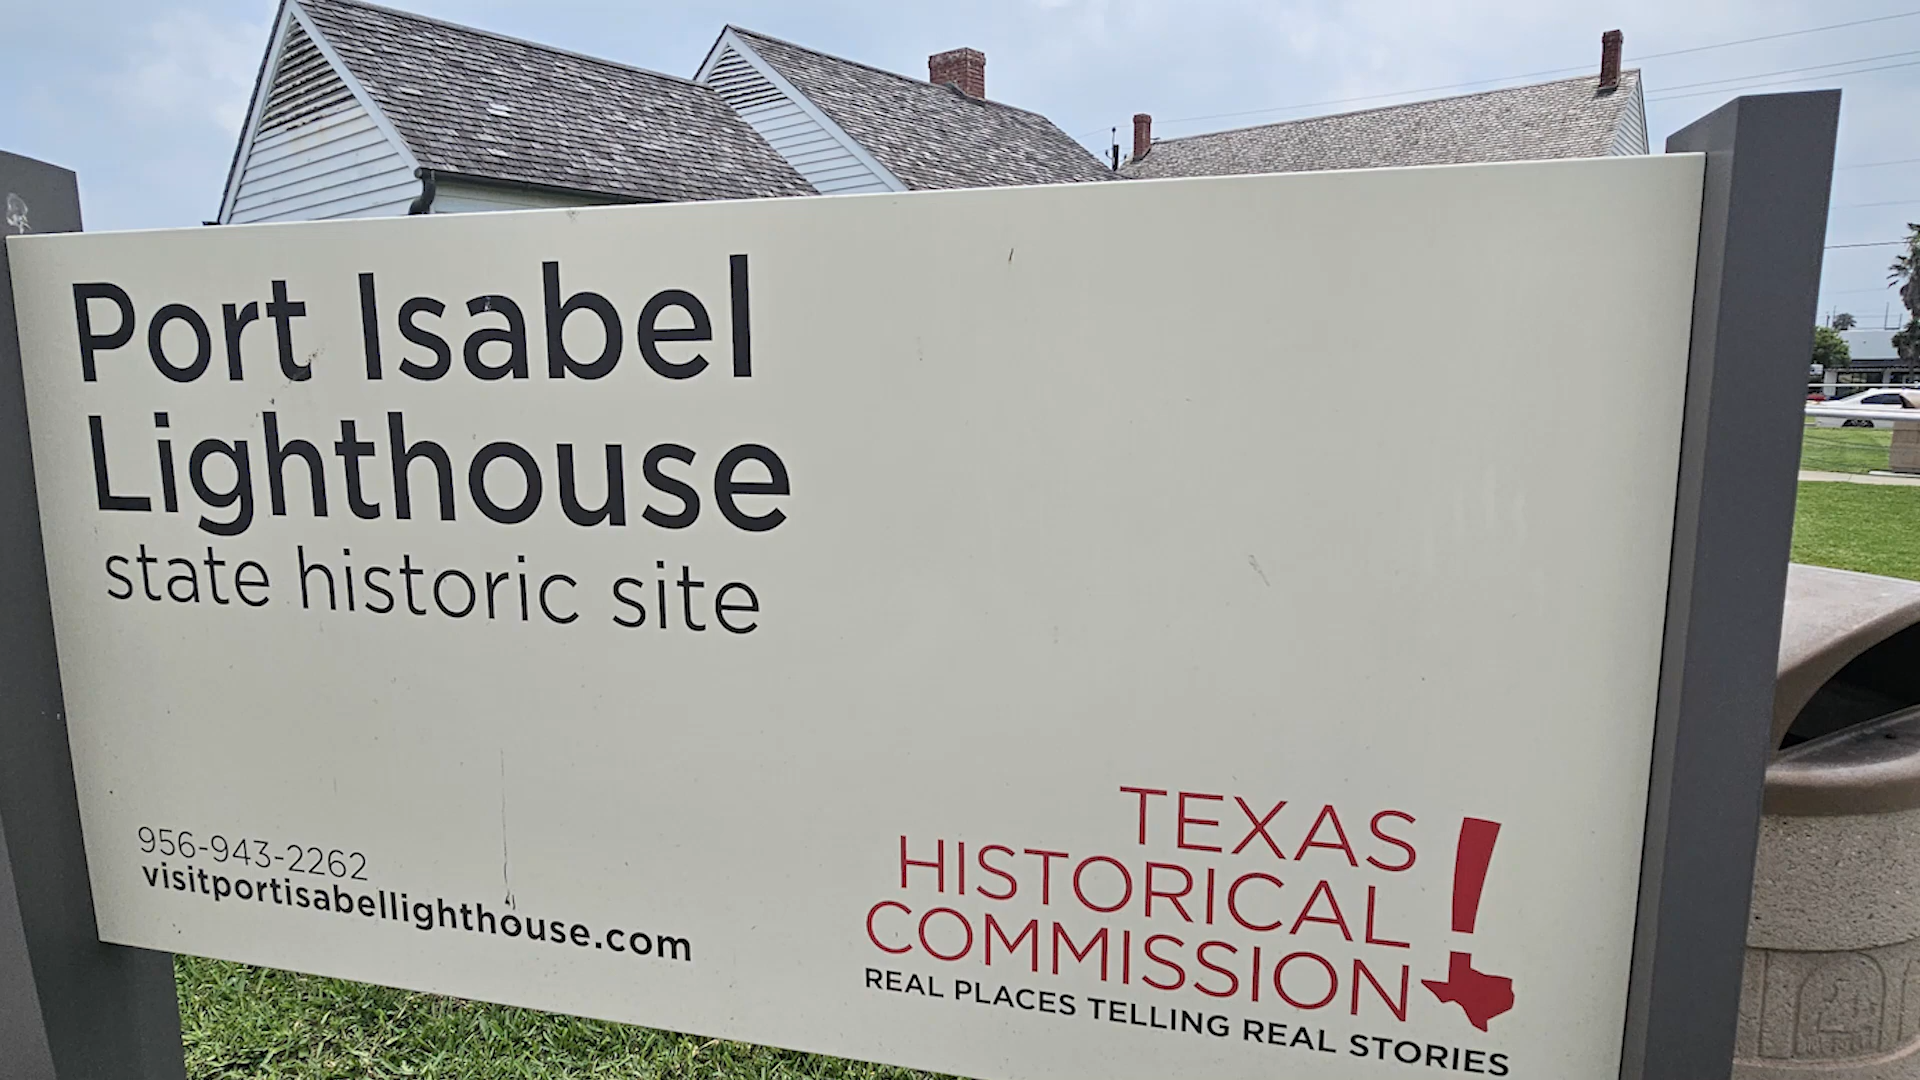 Port Isabel
Lighthouse
state historic site
956-943-2262
visitportisabellighthouse.com
TEXAS
HISTORICAL
COMMISSION
REAL PLACES TELLING REAL STORIES